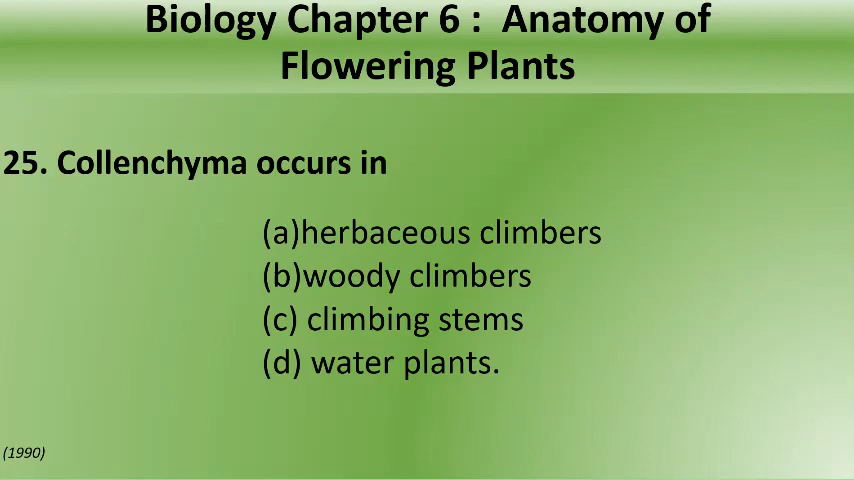 Biology Chapter 6 :  Anatomy of
Flowering Plants
25. Collenchyma occurs in
(a)herbaceous climbers
(b)woody climbers
(c) climbing stems
(d) water plants.
(1990)